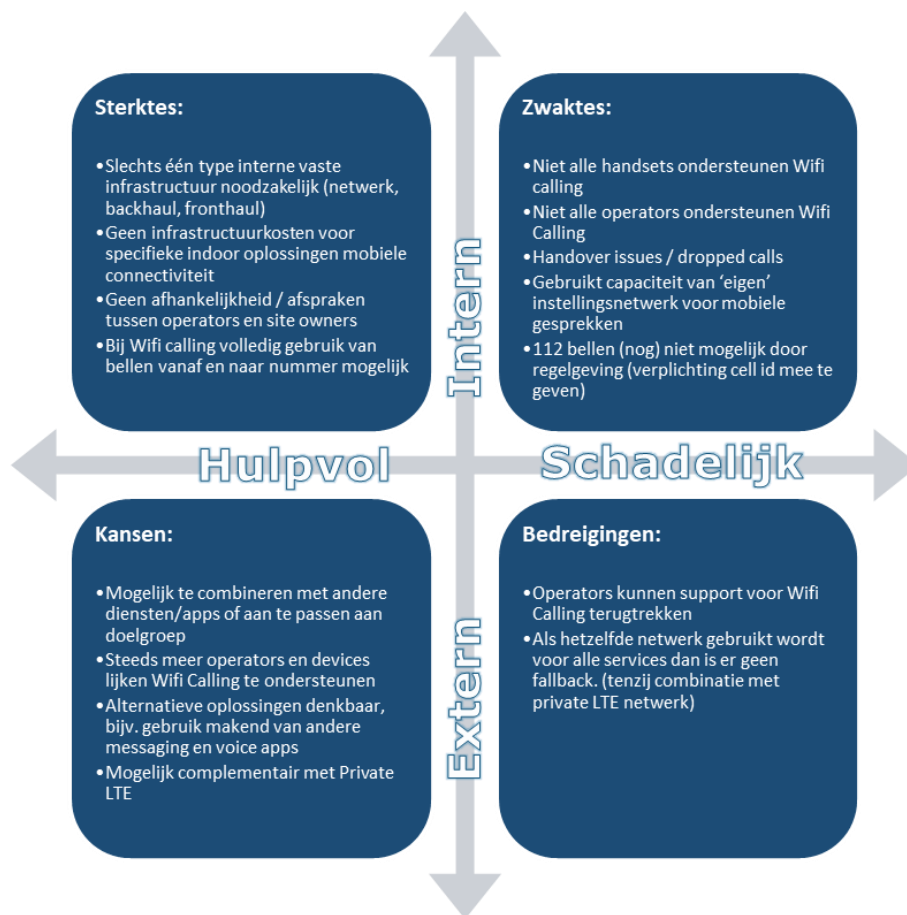 Sterktes:
•Slechts één type interne vaste
infrastructuur noodzakelijk (netwerk,
backhaul, fronthaul)
•Geen infrastructuurkosten voor
specifieke indoor oplossingen mobiele
connectiviteit
•Geen afhankelijkheid / afspraken
tussen operators en site owners
•Bij Wifi calling volledig gebruik van
bellen vanaf en naar nummer mogelijk
Zwaktes:
•Niet alle handsets ondersteunen Wifi
calling
•Niet alle operators ondersteunen Wifi
Calling
•Handover issues / dropped calls
•Gebruikt capaciteit van ‘eigen’
instellingsnetwerk voor mobiele
gesprekken
•112 bellen (nog) niet mogelijk door
regelgeving (verplichting cell id mee te
geven)
Intern
Hulpvol
Schadelijk
Kansen:
•Mogelijk te combineren met andere
diensten/apps of aan te passen aan
doelgroep
•Steeds meer operators en devices
lijken Wifi Calling te ondersteunen
•Alternatieve oplossingen denkbaar,
bijv. gebruik makend van andere
messaging en voice apps
•Mogelijk complementair met Private
LTE
Extern
Bedreigingen:
•Operators kunnen support voor Wifi
Calling terugtrekken
•Als hetzelfde netwerk gebruikt wordt
voor alle services dan is er geen
fallback. (tenzij combinatie met
private LTE netwerk)